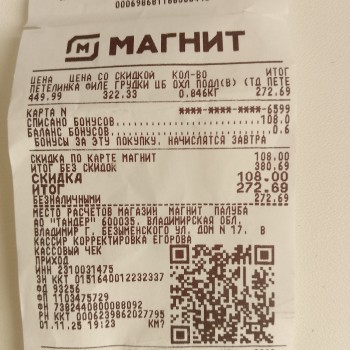 МАГНИТ
ЦЕНА ЦЕНА СО СКИДКОЙ КОЛ-ВО ИТОГ
ПЕТЕЛИНКА ФИЛЕ ГРУДКИ ЦБ ОХЛ ПОДЛ(В) (ТД ПЕТЕ
449.99 322.33 0.846КГ 272.69
КАРТА N ****-****-****-6599
СПИСАНО БОНУСОВ 108.0
БАЛАНС БОНУСОВ 0.6
БОНУСЫ ЗА ЭТУ ПОКУПКУ. НАЧИСЛЯТСЯ ЗАВТРА
СКИДКА ПО КАРТЕ МАГНИТ 108.00
ИТОГ БЕЗ СКИДОК 380.69
СКИДКА 108.00
ИТОГ 272.69
БЕЗНАЛИЧНЫМИ 272.69
МЕСТО РАСЧЕТОВ МАГАЗИН МАГНИТ ПАЛУБА
АО "ТАНДЕР" 600035. ВЛАДИМИРСКАЯ ОБЛ.
ВЛАДИМИР Г. БЕЗЫМЕНСКОГО УЛ. ДОМ N 17. В
КАССИР КОРРЕКТИРОВКА ЕГОРОВА
КАССОВЫЙ ЧЕК
ПРИХОД
ИНН 2310031475
ЗН ККТ 0151640012232337
ФД 93256
ФП 1103475729
ФН 7382440800088092
РН ККТ 0006239862027795
01.11.25 19:23 КМ?